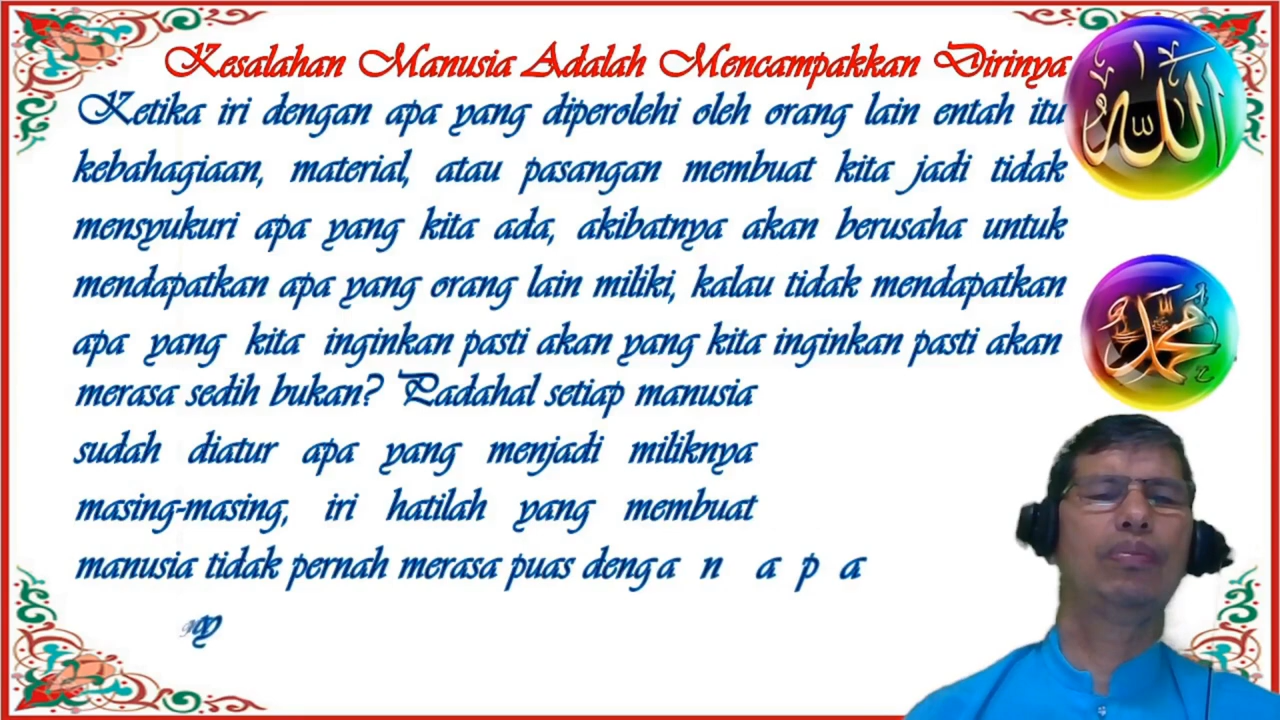 Kesalahan Manusia Adalah Mencampakkan Dirinya
Ketika iri dengan apa yang diperolehi oleh orang lain entah itu
kebahagiaan, material, atau pasangan membuat kita jadi tidak
mensyukuri apa yang kita ada, akibatnya akan berusaha untuk
mendapatkan apa yang orang lain miliki, kalau tidak mendapatkan
apa yang kita inginkan pasti akan yang kita inginkan pasti akan
merasa sedih bukan? Padahal setiap manusia
sudah diatur apa yang menjadi miliknya
masing-masing, iri hatilah yang membuat
manusia tidak pernah merasa puas dengan apa
الله
محمد